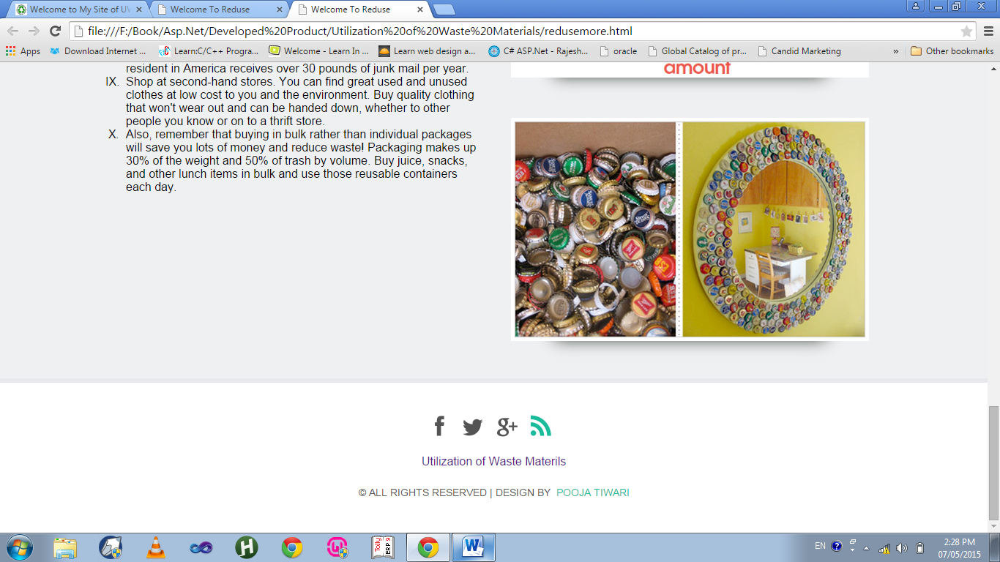 Welcome to My Site of UW
Welcome To Reduse
Welcome To Reduse
file:///F:/Book/Asp.Net/Developed%20Product/Utilization%20of%20Waste%20Materials/redusemore.html
Apps
Download Internet ...
Learn:C/C++ Progra...
Welcome - Learn In ...
Learn web design a...
C# ASP.Net - Rajesh...
oracle
Global Catalog of pr...
Candid Marketing
»
Other bookmarks
resident in America receives over 30 pounds of junk mail per year.
IX. Shop at second-hand stores. You can find great used and unused
clothes at low cost to you and the environment. Buy quality clothing
that won't wear out and can be handed down, whether to other
people you know or on to a thrift store.
X. Also, remember that buying in bulk rather than individual packages
will save you lots of money and reduce waste! Packaging makes up
30% of the weight and 50% of trash by volume. Buy juice, snacks,
and other lunch items in bulk and use those reusable containers
each day.
amount
Utilization of Waste Materils
© ALL RIGHTS RESERVED | DESIGN BY POOJA TIWARI
Tally
ERP 9
EN
2:28 PM
07/05/2015